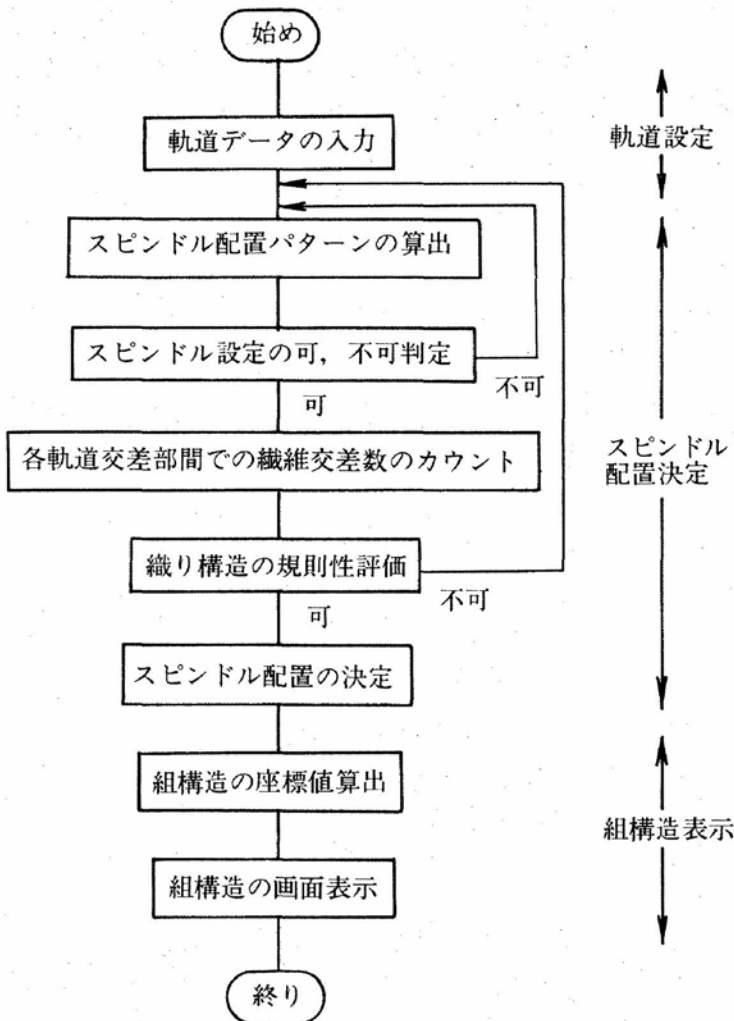 始め
軌道データの入力
軌道設定
スピンドル配置パターンの算出
スピンドル設定の可，不可判定
不可
可
各軌道交差部間での繊維交差数のカウント
スピンドル
配置決定
織り構造の規則性評価
不可
可
スピンドル配置の決定
組構造の座標値算出
組構造表示
組構造の画面表示
終り